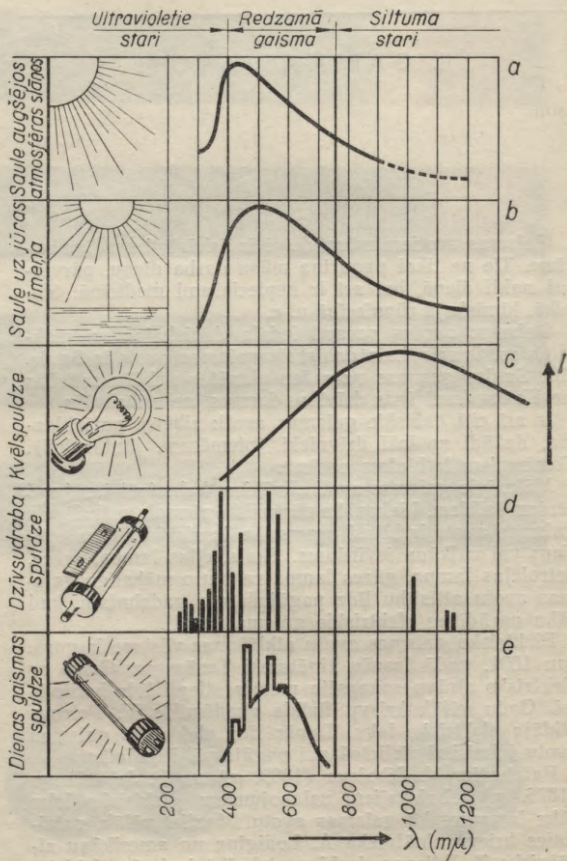 Ultravioletie
stari
Redzamā
gaisma
Siltuma
stari
Saule augšējos
atmosfēras slāņos
a
Saule uz jūras
līmeņa
b
Kvēlspuldze
c
I
Dzīvsudraba
spuldze
d
Dienas gaismas
spuldze
e
200 400 600 800 1000 1200
λ (mμ)